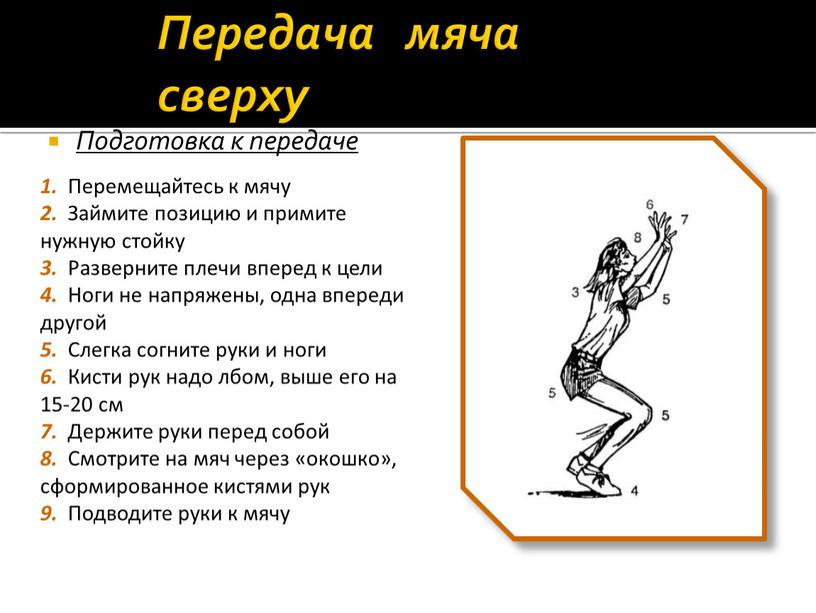 Передача мяча
сверху
Подготовка к передаче
1. Перемещайтесь к мячу
2. Займите позицию и примите
нужную стойку
3. Разверните плечи вперед к цели
4. Ноги не напряжены, одна впереди
другой
5. Слегка согните руки и ноги
6. Кисти рук надо лбом, выше его на
15-20 см
7. Держите руки перед собой
8. Смотрите на мяч через «окошко»,
сформированное кистями рук
9. Подводите руки к мячу
6
7
8
3
5
5
5
4